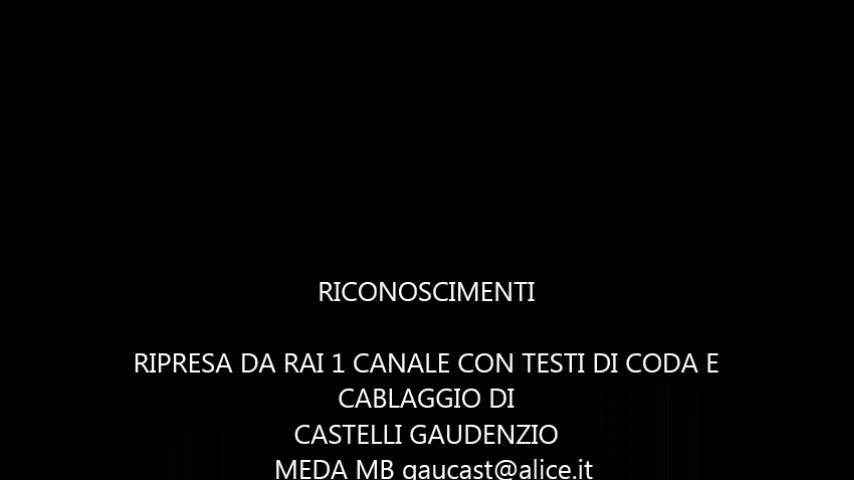 RICONOSCIMENTI
RIPRESA DA RAI 1 CANALE CON TESTI DI CODA E
CABLAGGIO DI
CASTELLI GAUDENZIO
MEDA MB gaucast@alice.it